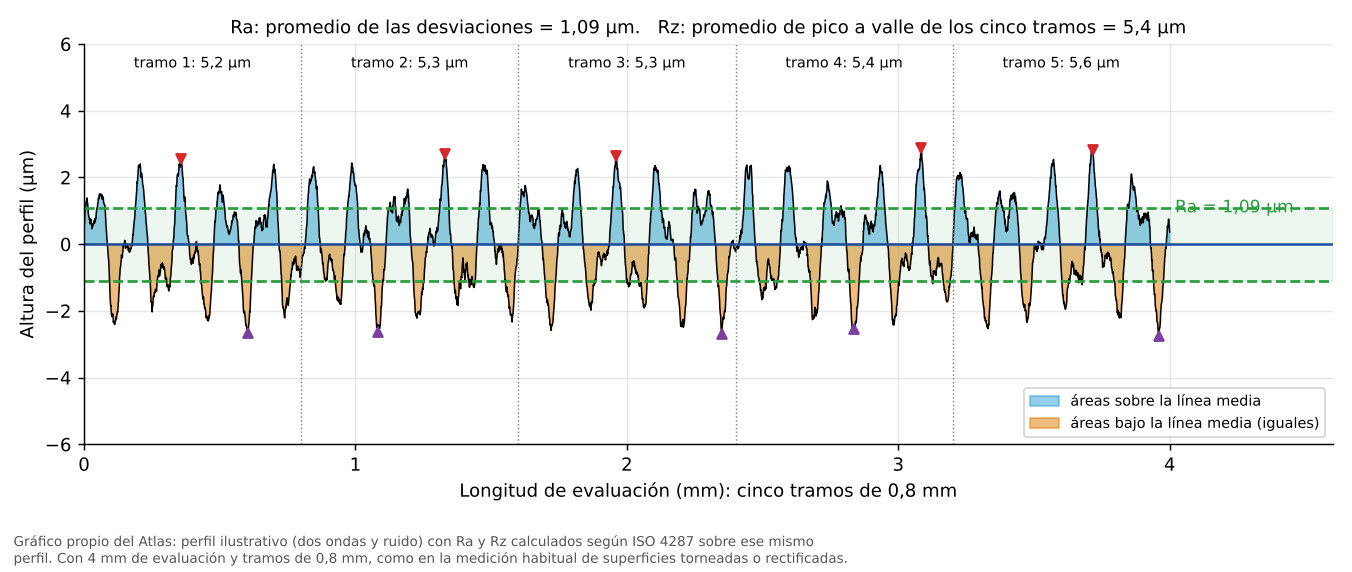 Ra: promedio de las desviaciones = 1,09 µm.   Rz: promedio de pico a valle de los cinco tramos = 5,4 µm
tramo 1: 5,2 µm
tramo 2: 5,3 µm
tramo 3: 5,3 µm
tramo 4: 5,4 µm
tramo 5: 5,6 µm
Altura del perfil (µm)
6
4
2
0
−2
−4
−6
Ra = 1,09 µm
áreas sobre la línea media
áreas bajo la línea media (iguales)
0 1 2 3 4
Longitud de evaluación (mm): cinco tramos de 0,8 mm
Gráfico propio del Atlas: perfil ilustrativo (dos ondas y ruido) con Ra y Rz calculados según ISO 4287 sobre ese mismo
perfil. Con 4 mm de evaluación y tramos de 0,8 mm, como en la medición habitual de superficies torneadas o rectificadas.